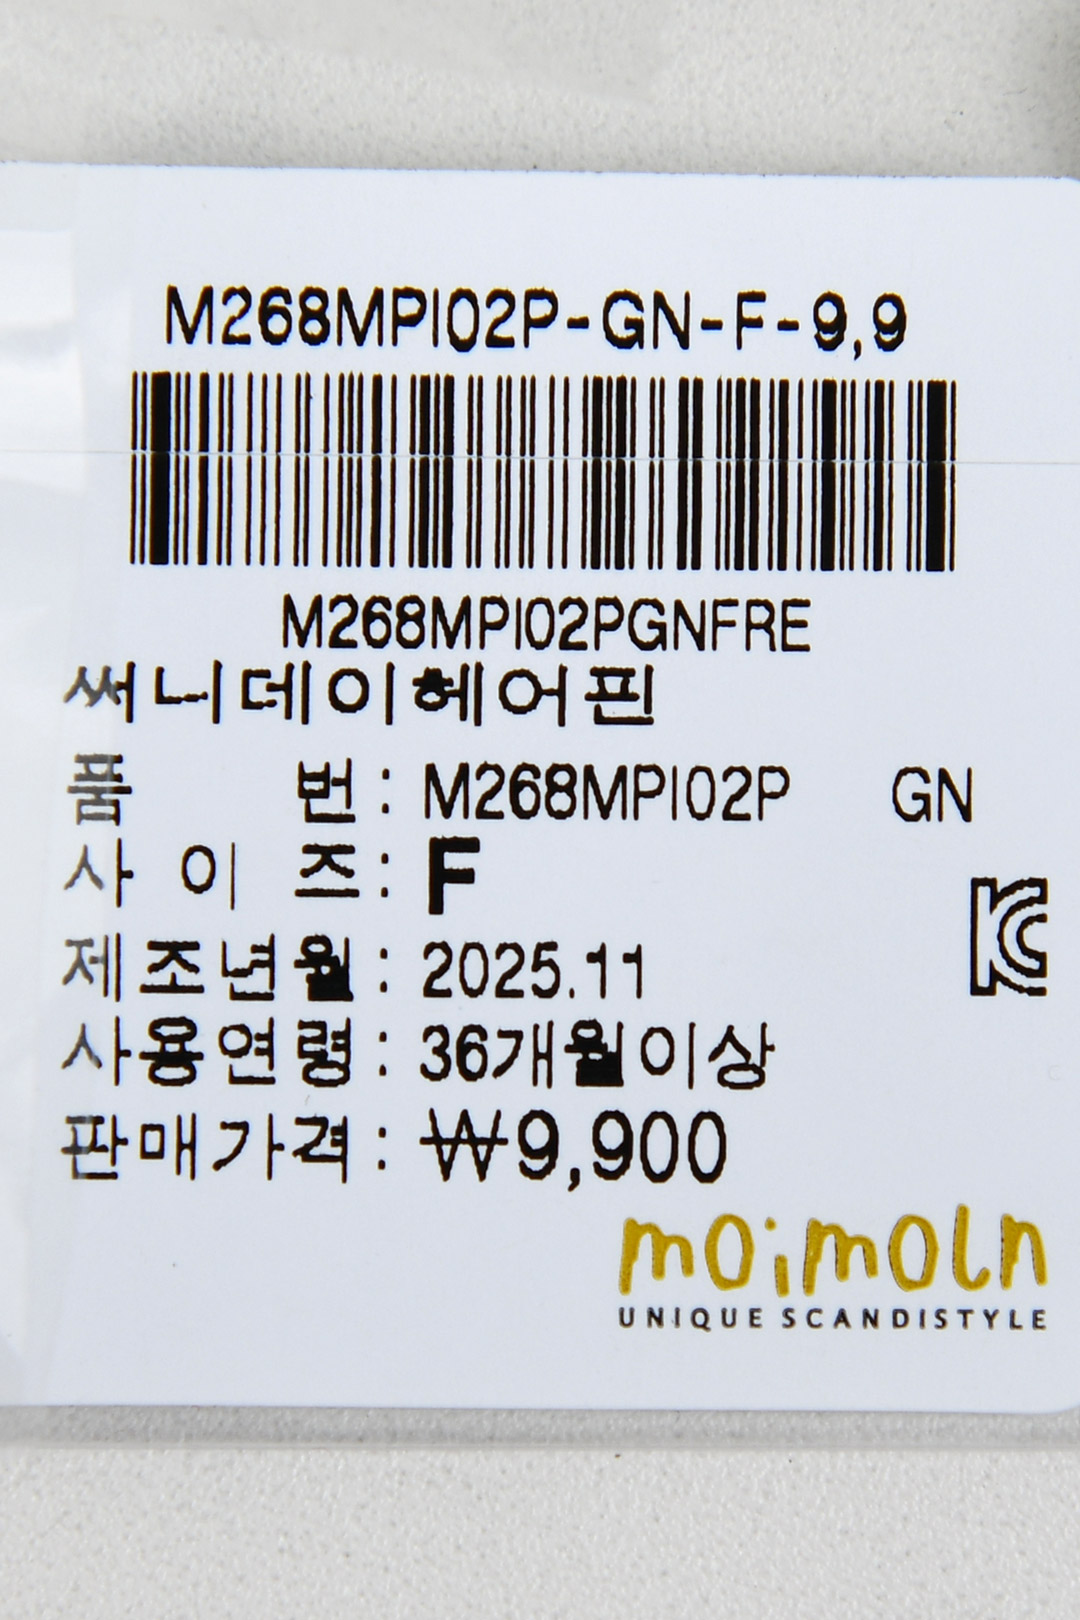 M268MPI02P-GN-F-9,9
M268MPI02PGNFRE
써니데이헤어핀
품 번 : M268MPI02P GN
사 이 즈 : F
제조년월 : 2025.11
사용연령 : 36개월이상
판매가격 : ₩9,900
KC
moimoln
UNIQUE SCANDISTYLE